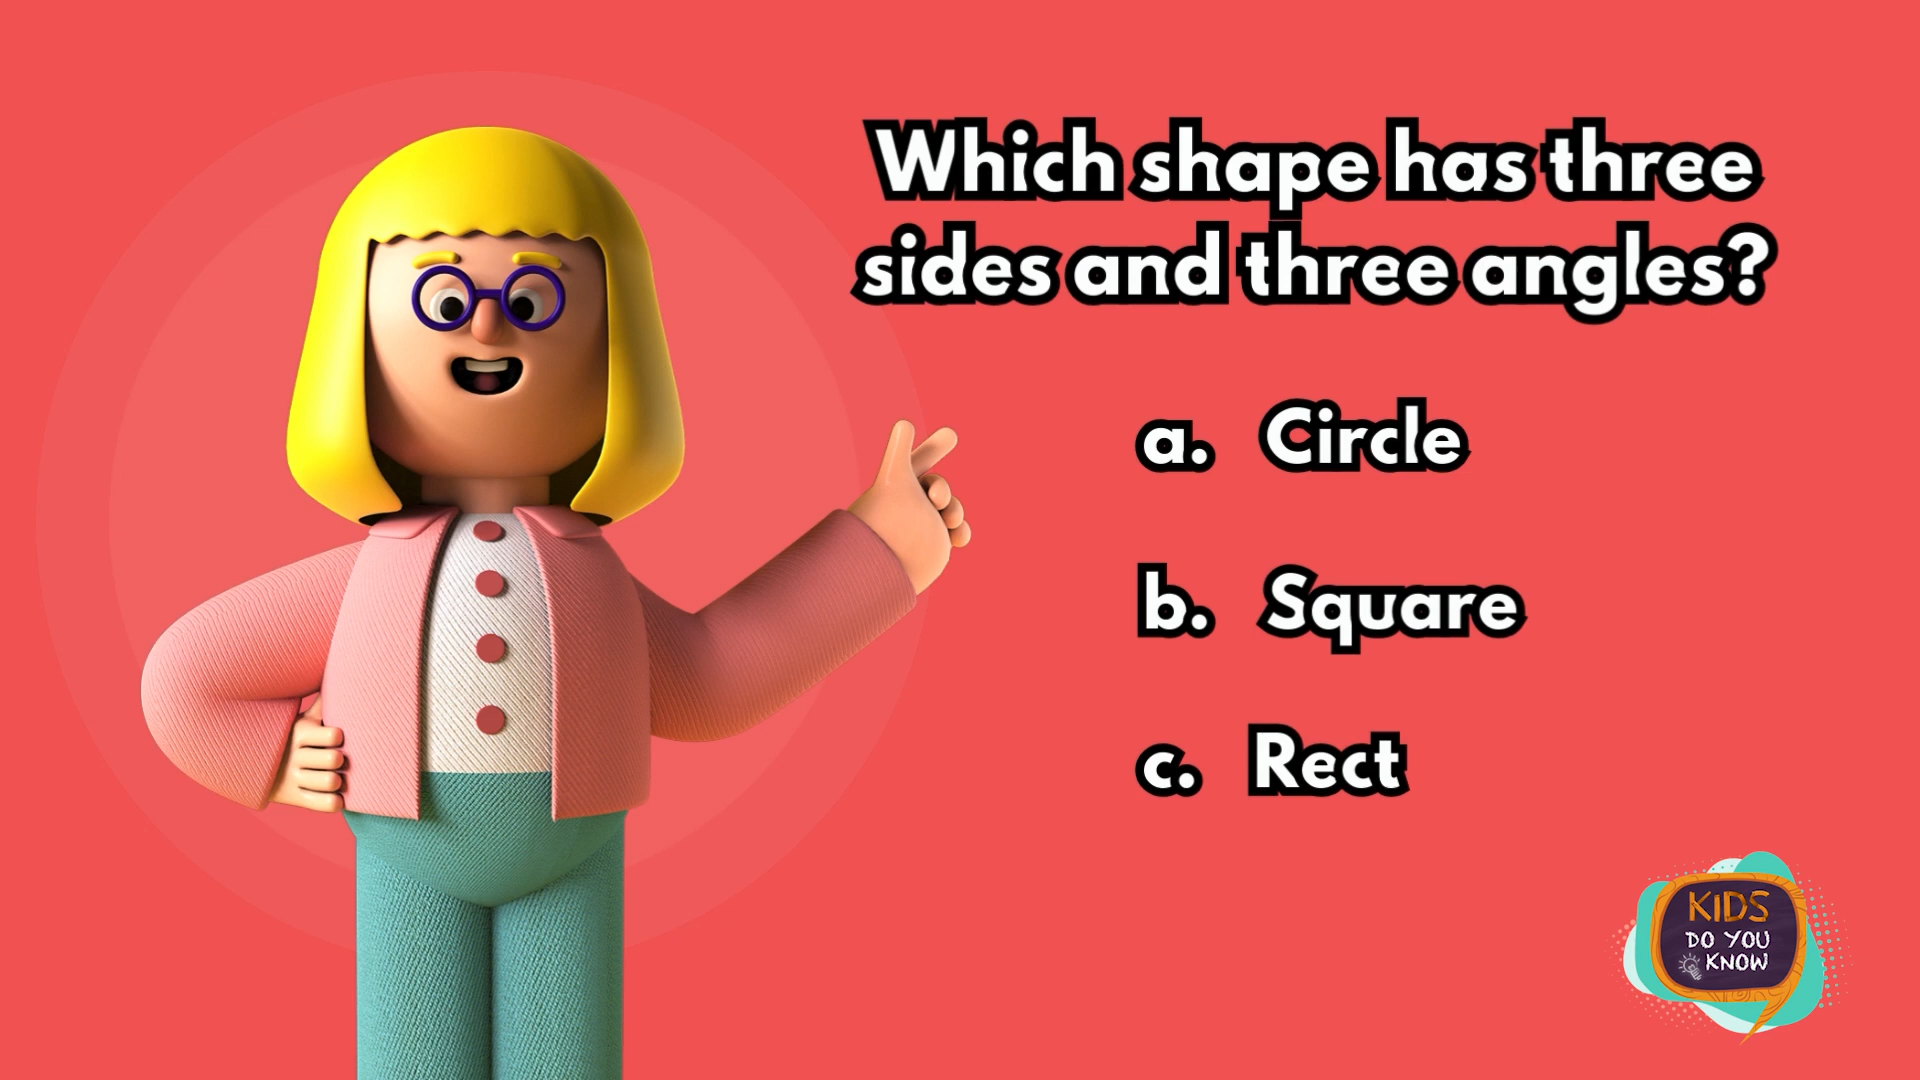 Which shape has three
sides and three angles?
a. Circle
b. Square
c. Rect
KIDS
DO YOU
KNOW